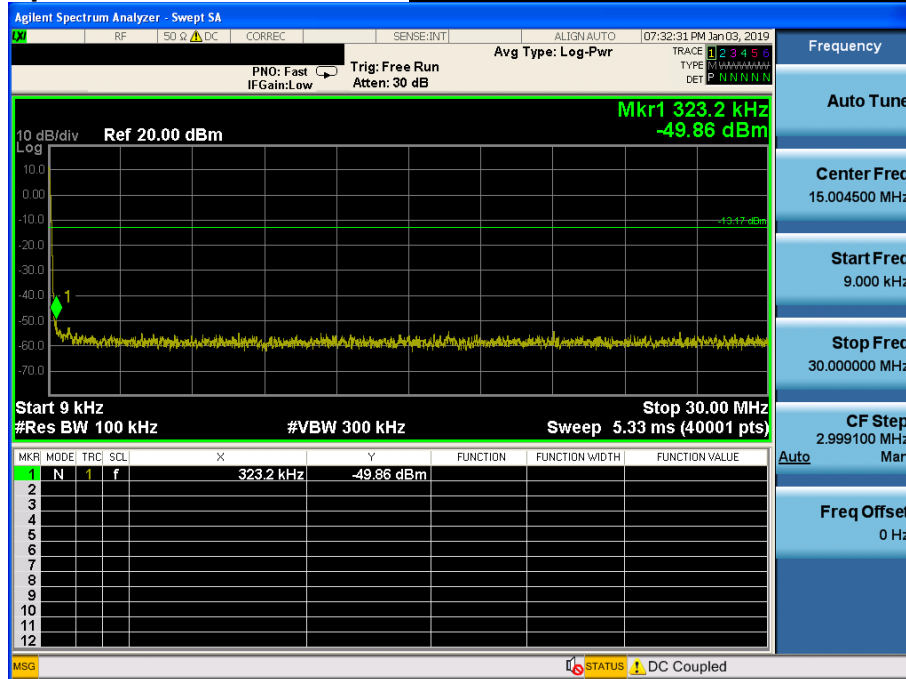 Agilent Spectrum Analyzer - Swept SA
LXI RF 50 Ω DC CORREC SENSE:INT ALIGN AUTO 07:32:31 PM Jan 03, 2019
Avg Type: Log-Pwr TRACE 1 2 3 4 5 6
PNO: Fast Trig: Free Run TYPE M WWWWW
IFGain:Low Atten: 30 dB DET P N N N N N
Frequency
Mkr1 323.2 kHz
10 dB/div Ref 20.00 dBm -49.86 dBm
Log
10.0
0.00
-10.0
-13.17 dBm
-20.0
-30.0
-40.0
1
-50.0
-60.0
-70.0
Start 9 kHz Stop 30.00 MHz
#Res BW 100 kHz #VBW 300 kHz Sweep 5.33 ms (40001 pts)
MKR MODE TRC SCL X Y FUNCTION FUNCTION WIDTH FUNCTION VALUE
1 N 1 f 323.2 kHz -49.86 dBm
2
3
4
5
6
7
8
9
10
11
12
Auto Tune
Center Freq
15.004500 MHz
Start Freq
9.000 kHz
Stop Freq
30.000000 MHz
CF Step
2.999100 MHz
Auto Man
Freq Offset
0 Hz
MSG STATUS DC Coupled